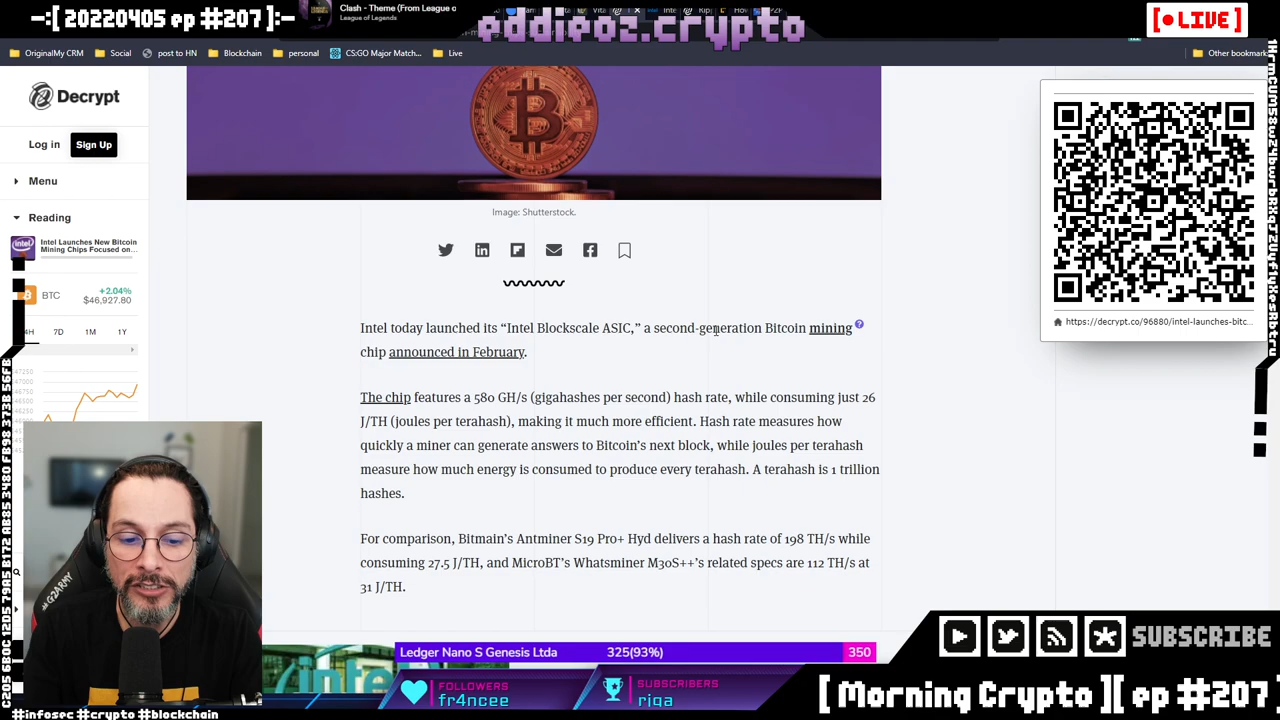 -:[ 20220405 ep #207 ]:-
Clash - Theme (From League o
League of Legends
eddieoz.crypto
[ LIVE ]
OriginalMy CRM
Social
post to HN
Blockchain
personal
CS:GO Major Match...
Live
Other bookmark
Decrypt
Log in
Sign Up
Menu
Reading
Intel Launches New Bitcoin
Mining Chips Focused on...
BTC
+2.04%
$46,927.80
4H
7D
1M
1Y
Image: Shutterstock.
Intel today launched its “Intel Blockscale ASIC,” a second-generation Bitcoin mining
chip announced in February.
The chip features a 580 GH/s (gigahashes per second) hash rate, while consuming just 26
J/TH (joules per terahash), making it much more efficient. Hash rate measures how
quickly a miner can generate answers to Bitcoin’s next block, while joules per terahash
measure how much energy is consumed to produce every terahash. A terahash is 1 trillion
hashes.
For comparison, Bitmain’s Antminer S19 Pro+ Hyd delivers a hash rate of 198 TH/s while
consuming 27.5 J/TH, and MicroBT’s Whatsminer M30S++’s related specs are 112 TH/s at
31 J/TH.
https://decrypt.co/96880/intel-launches-bitc...
G2ARMY
Ledger Nano S Genesis Ltda
325(93%)
350
FOLLOWERS
fr4ncee
SUBSCRIBERS
rjga
SUBSCRIBE
[ Morning Crypto ][ ep #207 ]
#infosec #crypto #blockchain